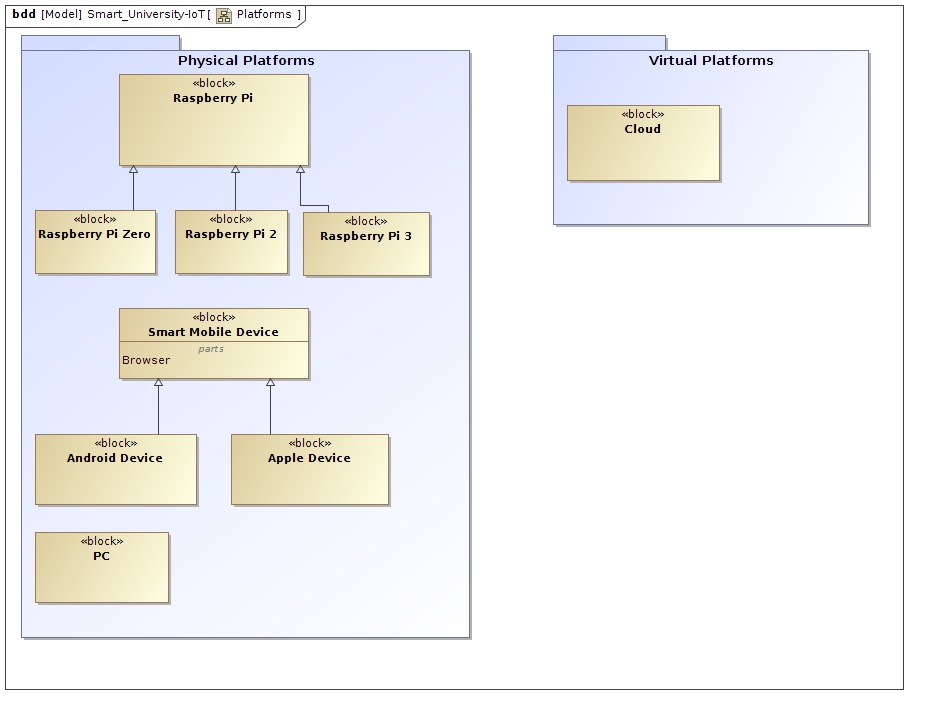 bdd [Model] Smart_University-IoT[ Platforms ]
Physical Platforms
«block»
Raspberry Pi
«block»
Raspberry Pi Zero
«block»
Raspberry Pi 2
«block»
Raspberry Pi 3
«block»
Smart Mobile Device
parts
Browser
«block»
Android Device
«block»
Apple Device
«block»
PC
Virtual Platforms
«block»
Cloud